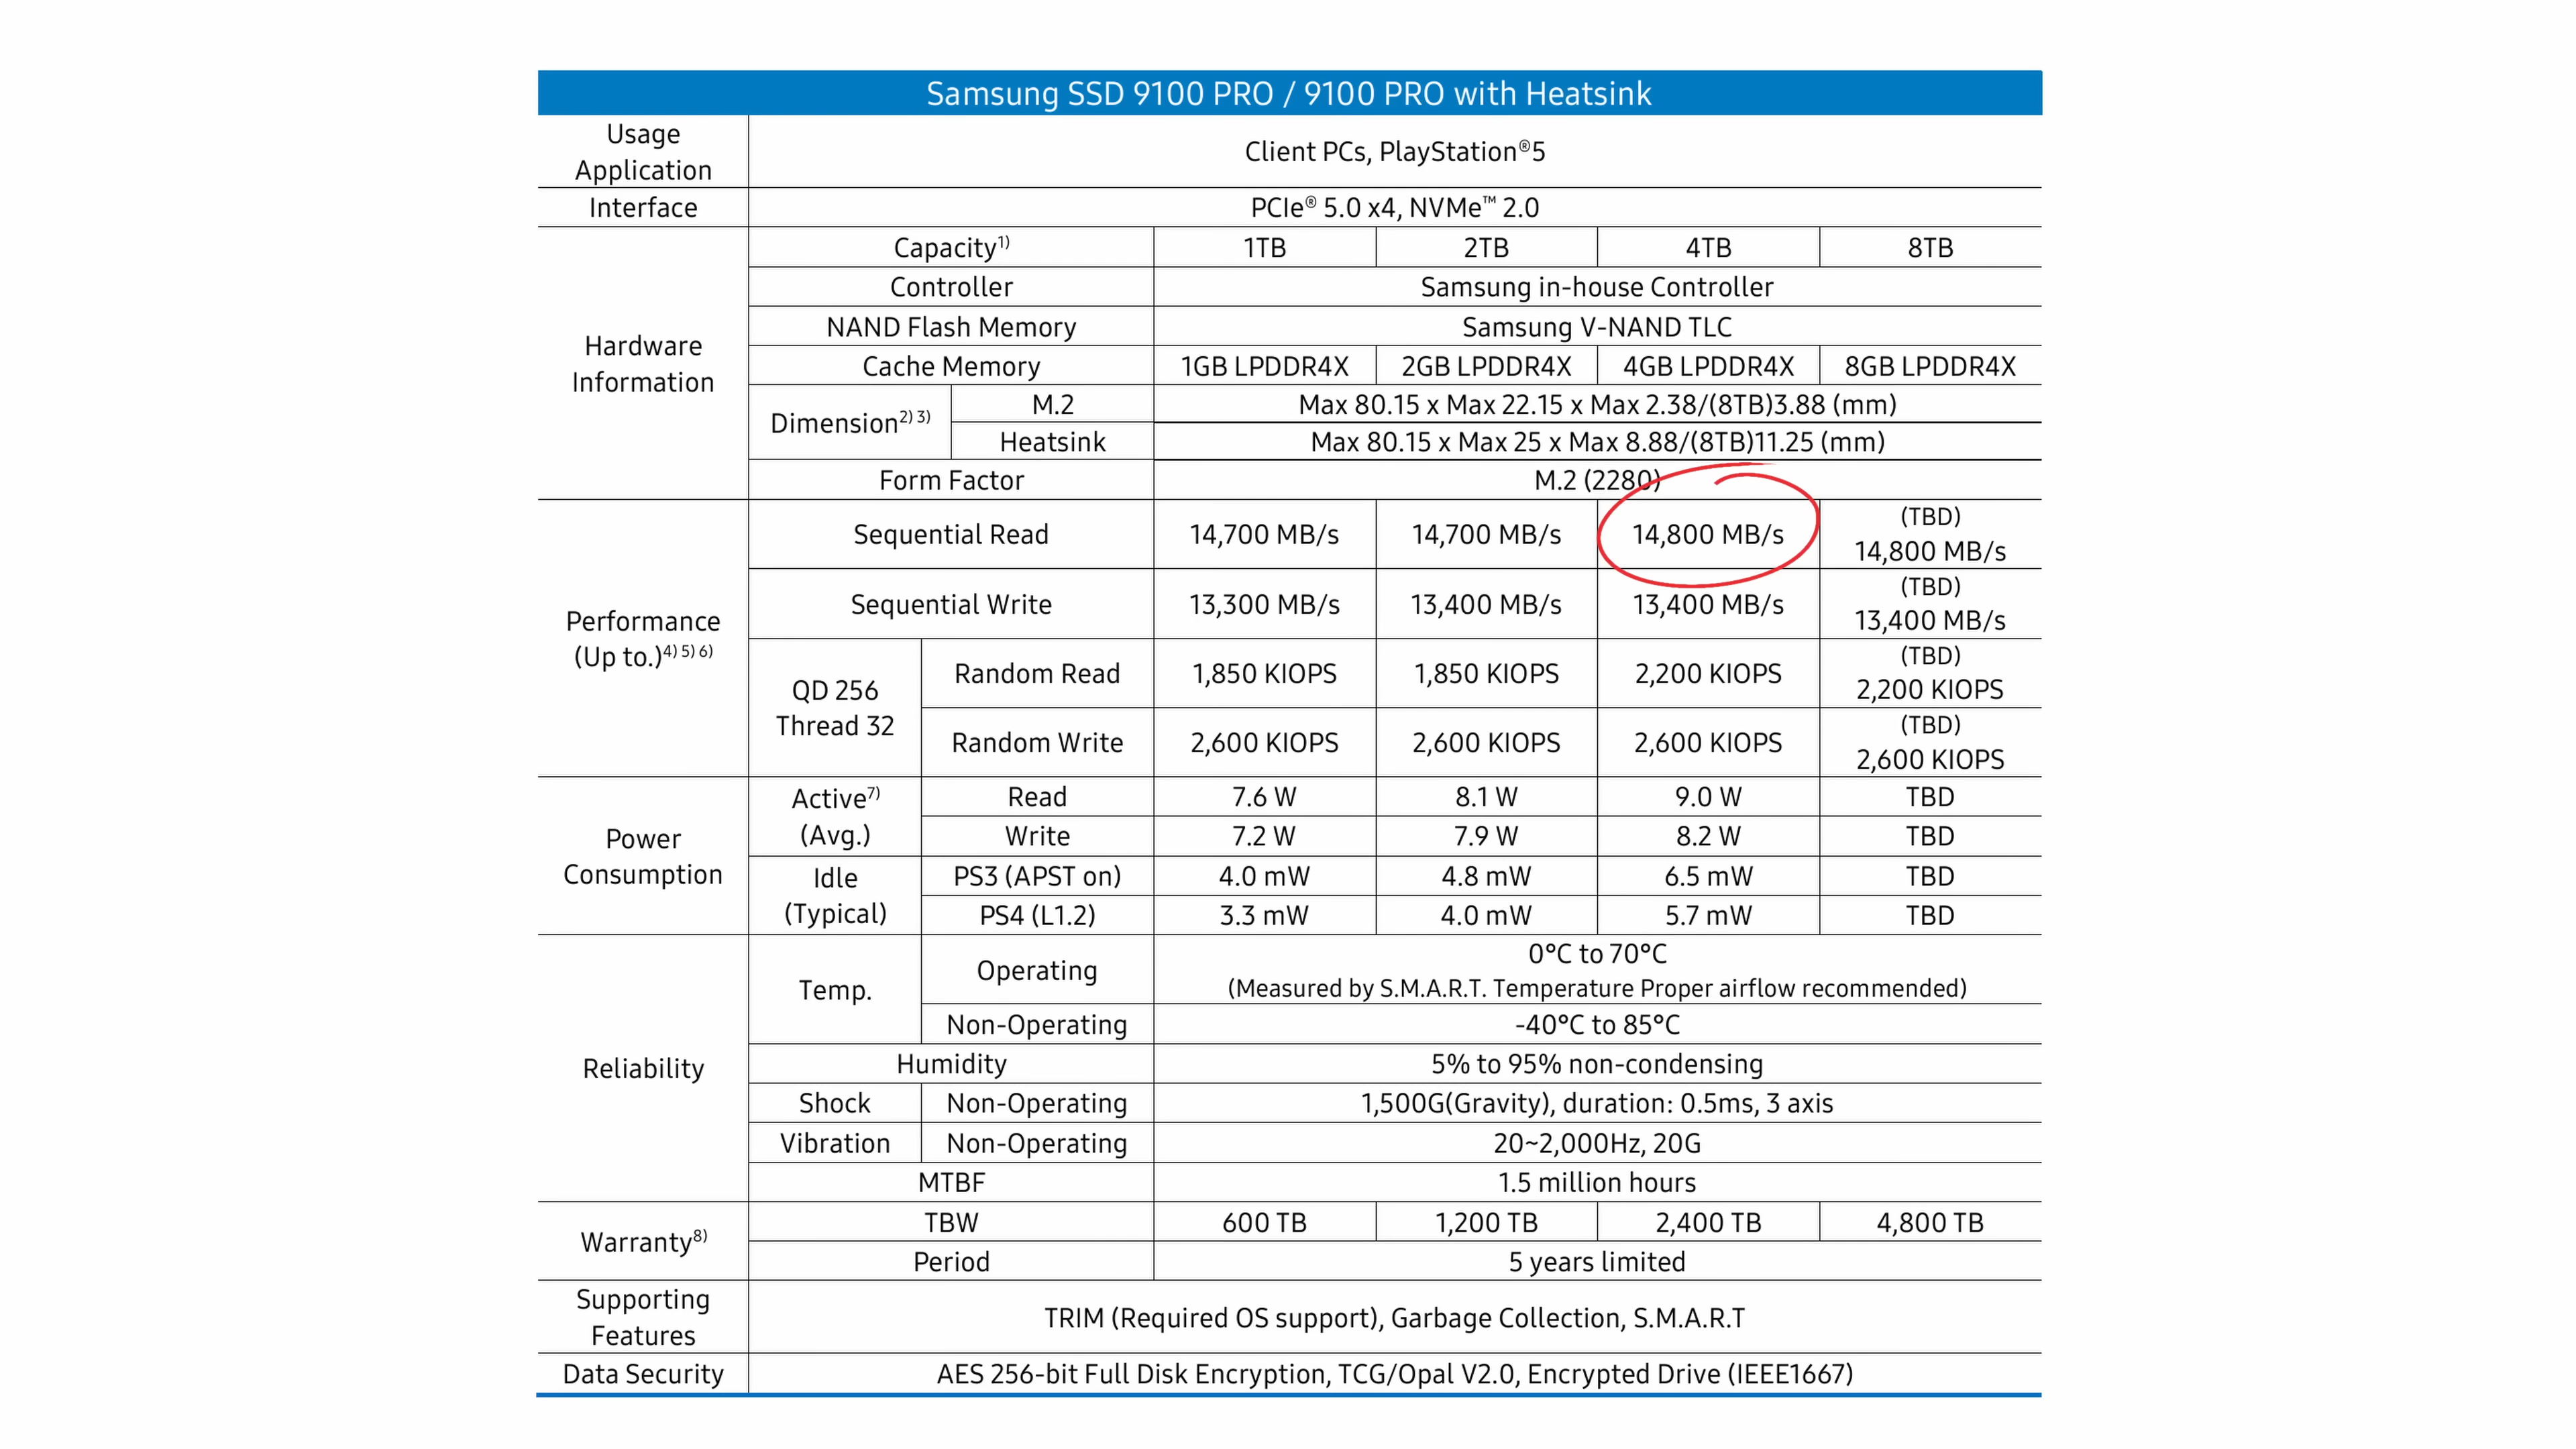 Samsung SSD 9100 PRO / 9100 PRO with Heatsink
Usage
Application
Client PCs, PlayStation®5
Interface
PCIe® 5.0 x4, NVMe™ 2.0
Hardware
Information
Capacity1)
1TB
2TB
4TB
8TB
Controller
Samsung in-house Controller
NAND Flash Memory
Samsung V-NAND TLC
Cache Memory
1GB LPDDR4X
2GB LPDDR4X
4GB LPDDR4X
8GB LPDDR4X
Dimension2) 3)
M.2
Max 80.15 x Max 22.15 x Max 2.38/(8TB)3.88 (mm)
Heatsink
Max 80.15 x Max 25 x Max 8.88/(8TB)11.25 (mm)
Form Factor
M.2 (2280)
Performance
(Up to.)4) 5) 6)
Sequential Read
14,700 MB/s
14,700 MB/s
14,800 MB/s
(TBD)
14,800 MB/s
Sequential Write
13,300 MB/s
13,400 MB/s
13,400 MB/s
(TBD)
13,400 MB/s
QD 256
Thread 32
Random Read
1,850 KIOPS
1,850 KIOPS
2,200 KIOPS
(TBD)
2,200 KIOPS
Random Write
2,600 KIOPS
2,600 KIOPS
2,600 KIOPS
(TBD)
2,600 KIOPS
Power
Consumption
Active7)
(Avg.)
Read
7.6 W
8.1 W
9.0 W
TBD
Write
7.2 W
7.9 W
8.2 W
TBD
Idle
(Typical)
PS3 (APST on)
4.0 mW
4.8 mW
6.5 mW
TBD
PS4 (L1.2)
3.3 mW
4.0 mW
5.7 mW
TBD
Reliability
Temp.
Operating
0°C to 70°C
(Measured by S.M.A.R.T. Temperature Proper airflow recommended)
Non-Operating
-40°C to 85°C
Humidity
5% to 95% non-condensing
Shock
Non-Operating
1,500G(Gravity), duration: 0.5ms, 3 axis
Vibration
Non-Operating
20~2,000Hz, 20G
MTBF
1.5 million hours
Warranty8)
TBW
600 TB
1,200 TB
2,400 TB
4,800 TB
Period
5 years limited
Supporting
Features
TRIM (Required OS support), Garbage Collection, S.M.A.R.T
Data Security
AES 256-bit Full Disk Encryption, TCG/Opal V2.0, Encrypted Drive (IEEE1667)